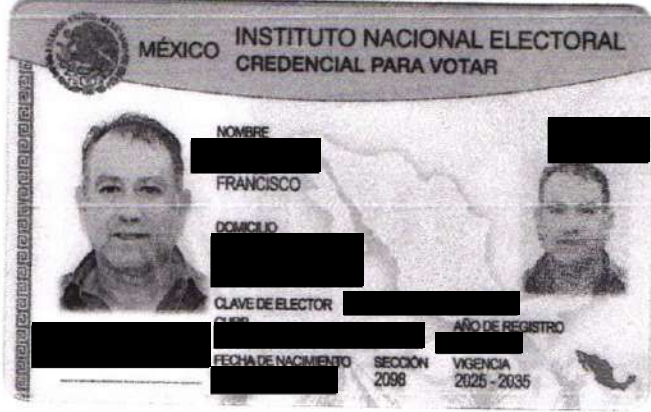 MÉXICO INSTITUTO NACIONAL ELECTORAL
CREDENCIAL PARA VOTAR
NOMBRE
FRANCISCO
DOMICILIO
CLAVE DE ELECTOR
CURP
AÑO DE REGISTRO
FECHA DE NACIMIENTO SECCIÓN VIGENCIA
2098 2025 - 2035